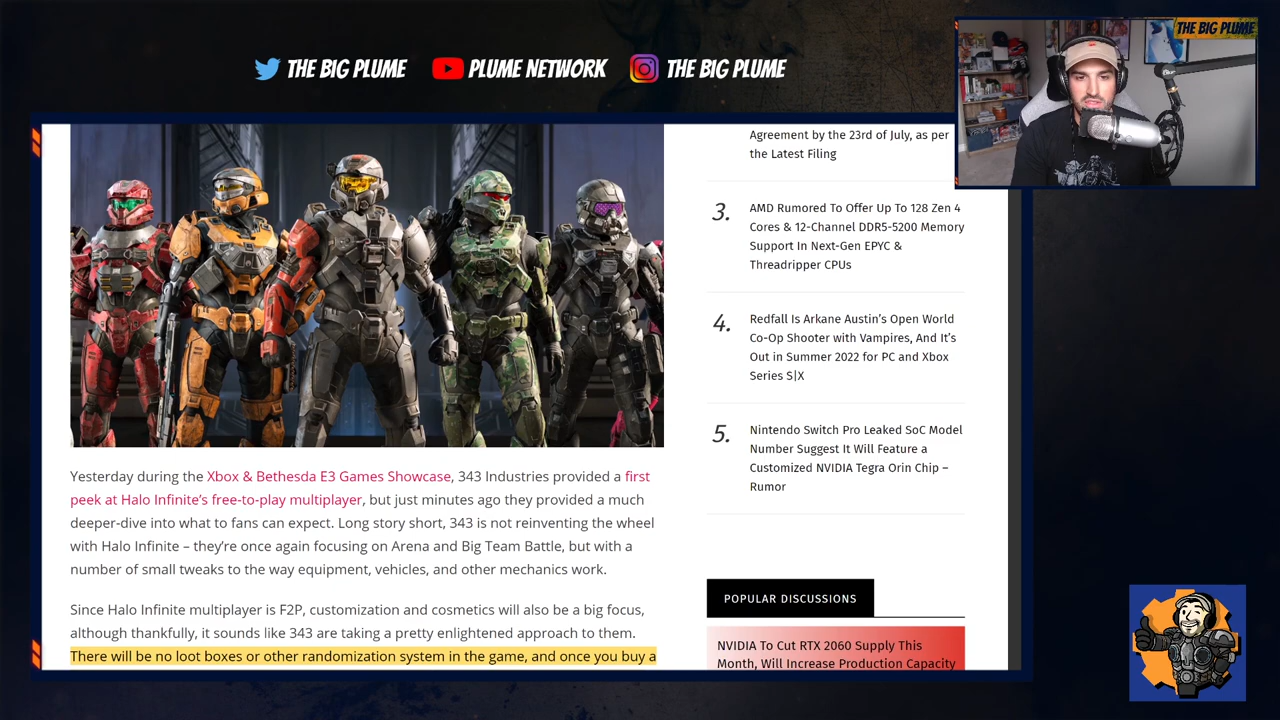 THE BIG PLUME
PLUME NETWORK
THE BIG PLUME
THE BIG PLUME
Agreement by the 23rd of July, as per
the Latest Filing
3.
AMD Rumored To Offer Up To 128 Zen 4
Cores & 12-Channel DDR5-5200 Memory
Support In Next-Gen EPYC &
Threadripper CPUs
4.
Redfall Is Arkane Austin’s Open World
Co-Op Shooter with Vampires, And It’s
Out in Summer 2022 for PC and Xbox
Series S|X
5.
Nintendo Switch Pro Leaked SoC Model
Number Suggest It Will Feature a
Customized NVIDIA Tegra Orin Chip –
Rumor
Yesterday during the Xbox & Bethesda E3 Games Showcase, 343 Industries provided a first
peek at Halo Infinite’s free-to-play multiplayer, but just minutes ago they provided a much
deeper-dive into what to fans can expect. Long story short, 343 is not reinventing the wheel
with Halo Infinite – they’re once again focusing on Arena and Big Team Battle, but with a
number of small tweaks to the way equipment, vehicles, and other mechanics work.
Since Halo Infinite multiplayer is F2P, customization and cosmetics will also be a big focus,
although thankfully, it sounds like 343 are taking a pretty enlightened approach to them.
There will be no loot boxes or other randomization system in the game, and once you buy a
POPULAR DISCUSSIONS
NVIDIA To Cut RTX 2060 Supply This
Month, Will Increase Production Capacity